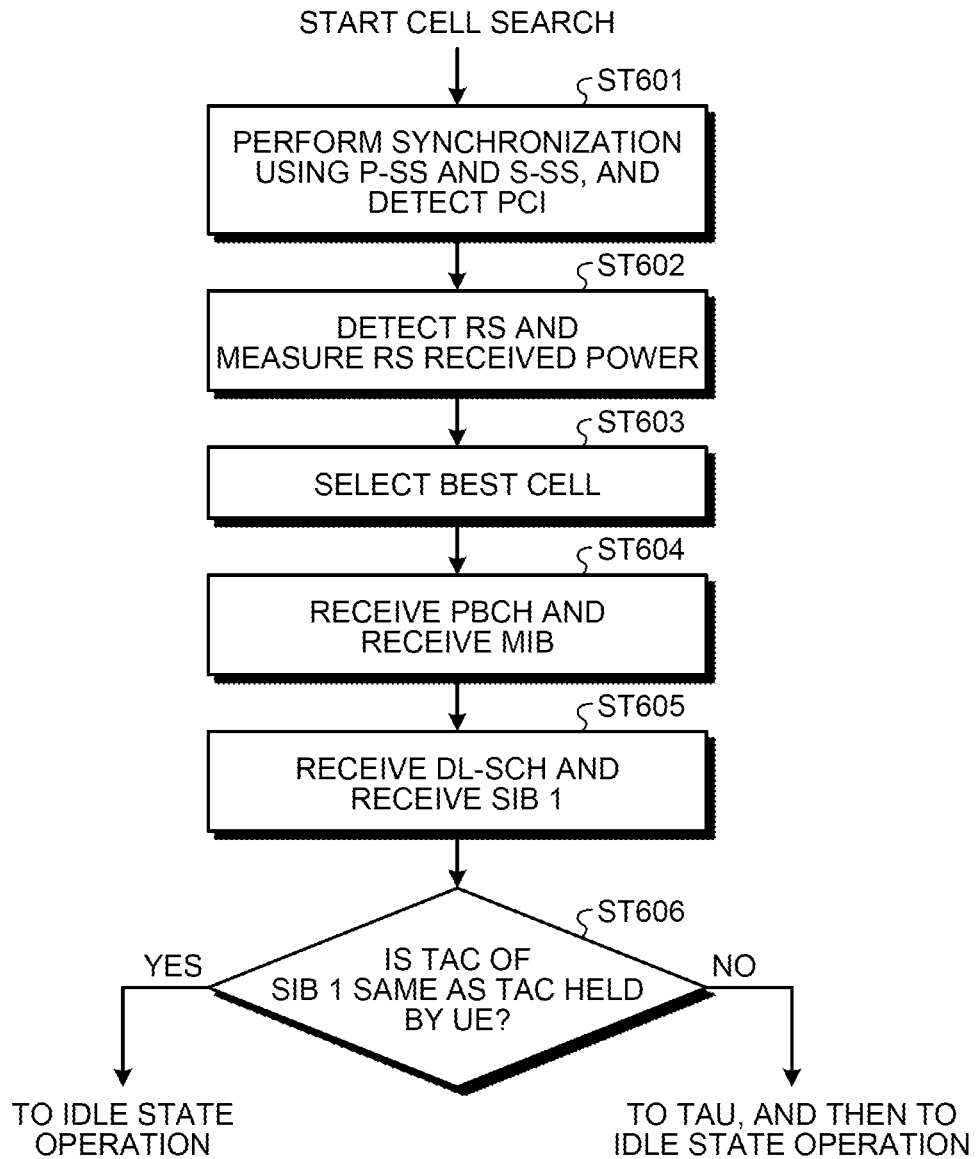 START CELL SEARCH
ST601
PERFORM SYNCHRONIZATION
USING P-SS AND S-SS, AND
DETECT PCI
ST602
DETECT RS AND
MEASURE RS RECEIVED POWER
ST603
SELECT BEST CELL
ST604
RECEIVE PBCH AND
RECEIVE MIB
ST605
RECEIVE DL-SCH AND
RECEIVE SIB 1
ST606
IS TAC OF
SIB 1 SAME AS TAC HELD
BY UE?
YES
NO
TO IDLE STATE
OPERATION
TO TAU, AND THEN TO
IDLE STATE OPERATION